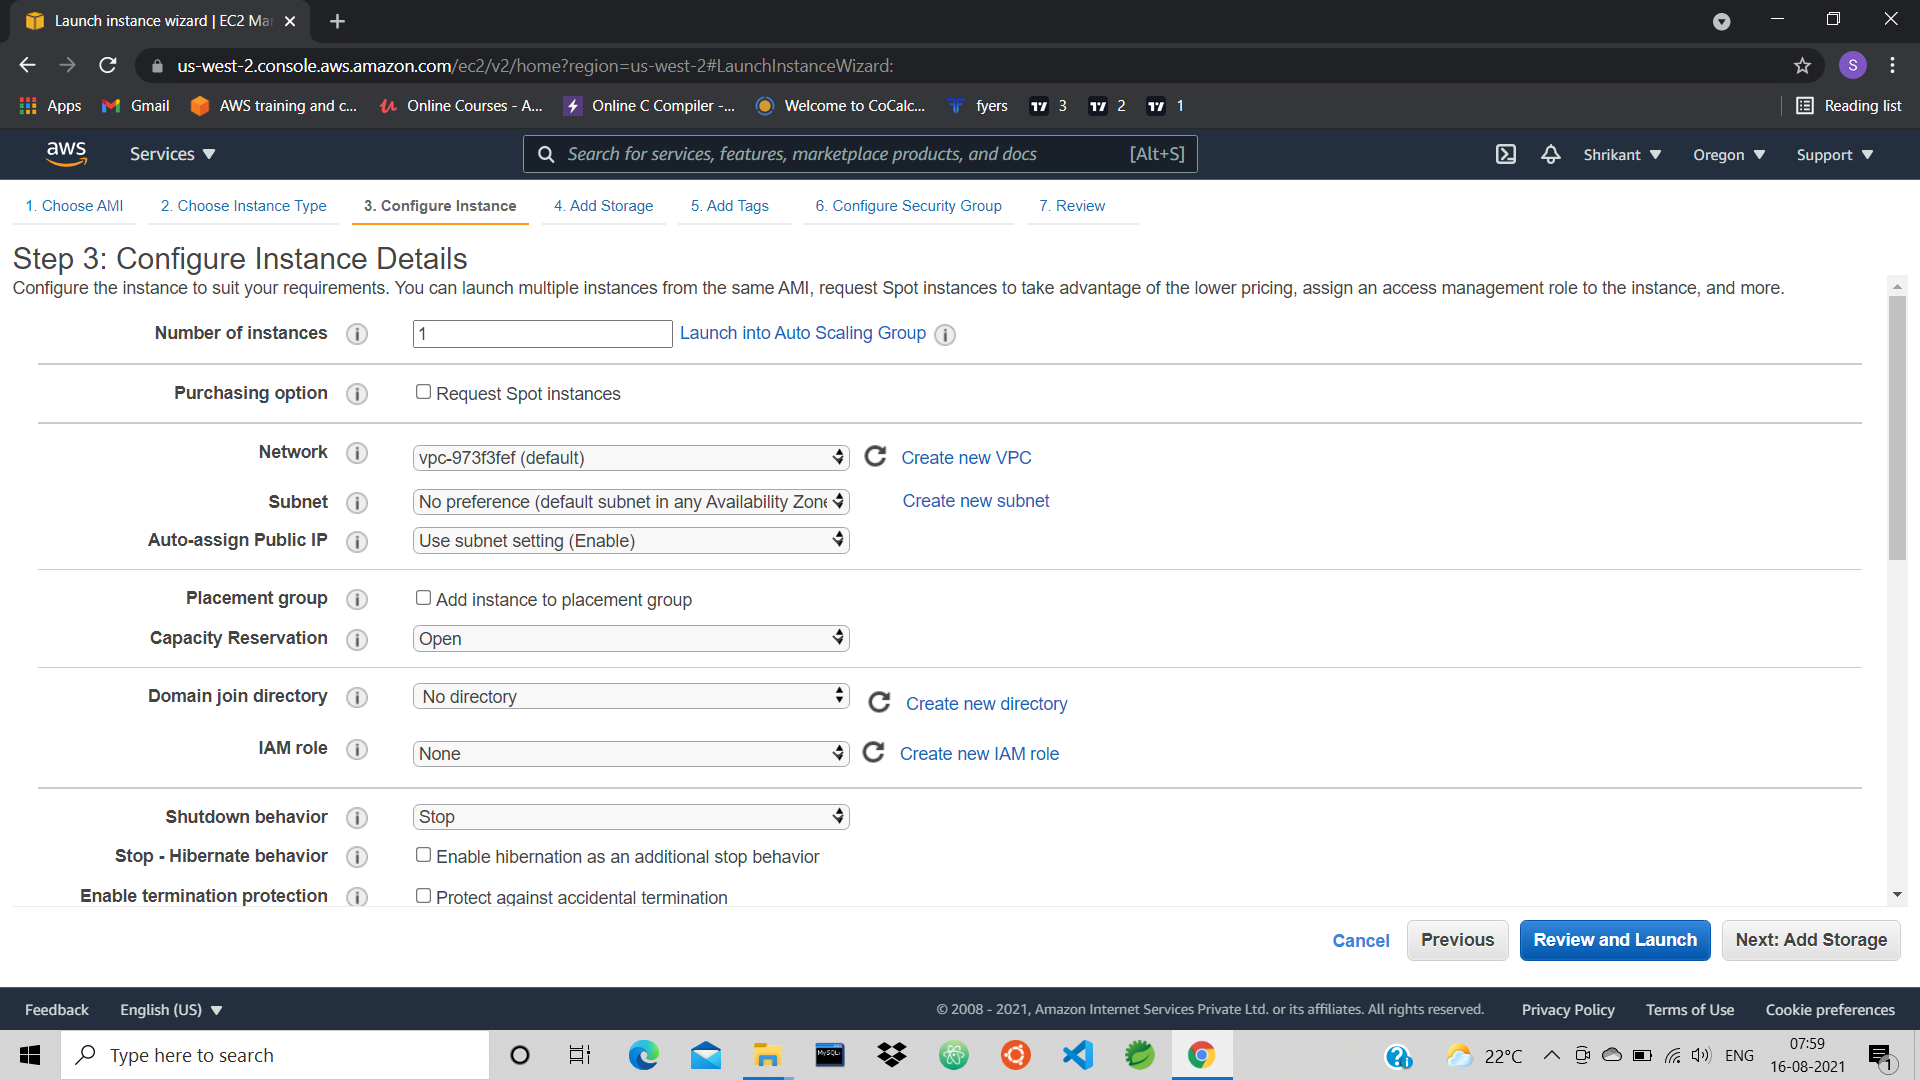 Launch instance wizard | EC2 Ma
us-west-2.console.aws.amazon.com/ec2/v2/home?region=us-west-2#LaunchInstanceWizard:
S
Apps Gmail AWS training and c... Online Courses - A... Online C Compiler -... Welcome to CoCalc... fyers 3 2 1 Reading list
aws Services Search for services, features, marketplace products, and docs [Alt+S] Shrikant Oregon Support
1. Choose AMI 2. Choose Instance Type 3. Configure Instance 4. Add Storage 5. Add Tags 6. Configure Security Group 7. Review
Step 3: Configure Instance Details
Configure the instance to suit your requirements. You can launch multiple instances from the same AMI, request Spot instances to take advantage of the lower pricing, assign an access management role to the instance, and more.
Number of instances i 1 Launch into Auto Scaling Group i
Purchasing option i Request Spot instances
Network i vpc-973f3fef (default) Create new VPC
Subnet i No preference (default subnet in any Availability Zone Create new subnet
Auto-assign Public IP i Use subnet setting (Enable)
Placement group i Add instance to placement group
Capacity Reservation i Open
Domain join directory i No directory Create new directory
IAM role i None Create new IAM role
Shutdown behavior i Stop
Stop - Hibernate behavior i Enable hibernation as an additional stop behavior
Enable termination protection i Protect against accidental termination
Cancel Previous Review and Launch Next: Add Storage
Feedback English (US) © 2008 - 2021, Amazon Internet Services Private Ltd. or its affiliates. All rights reserved. Privacy Policy Terms of Use Cookie preferences
Type here to search 22°C ENG 07:59
16-08-2021 1